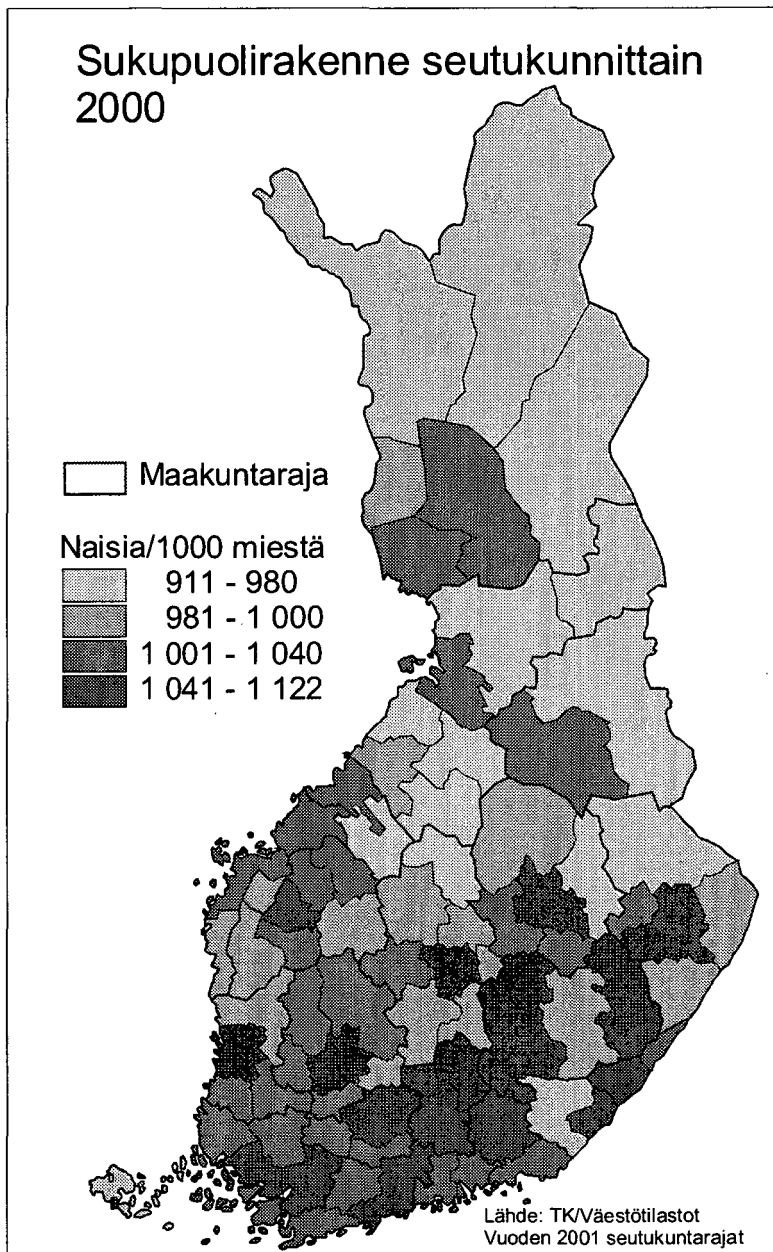 Sukupuolirakenne seutukunnittain
2000
Maakuntaraja
Naisia/1000 miestä
911 - 980
981 - 1 000
1 001 - 1 040
1 041 - 1 122
Lähde: TK/Väestötilastot
Vuoden 2001 seutukuntarajat